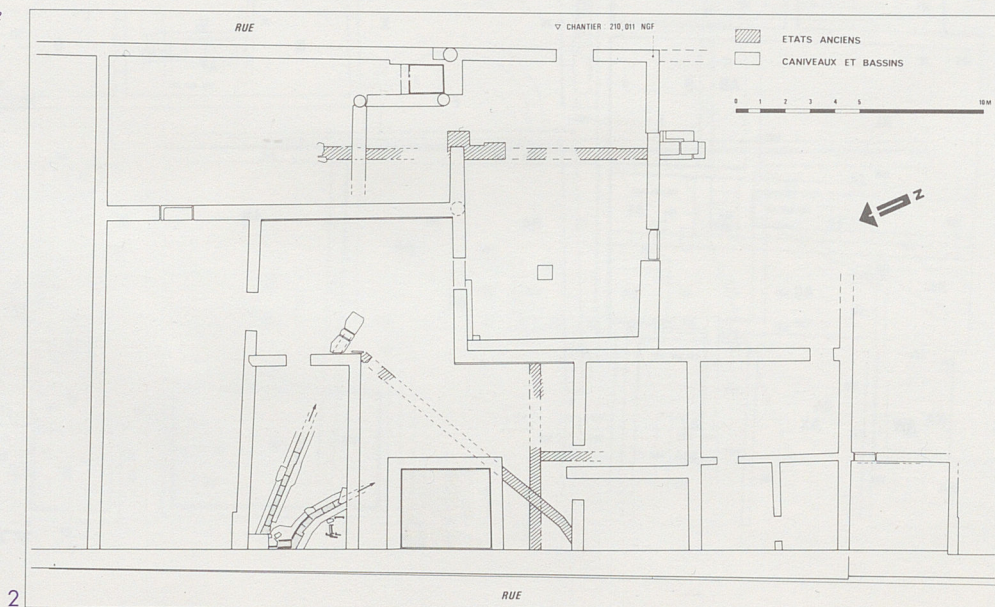 RUE
▽ CHANTIER 210,011 NGF
ETATS ANCIENS
CANIVEAUX ET BASSINS
0 1 2 3 4 5 10 M
N
RUE
2